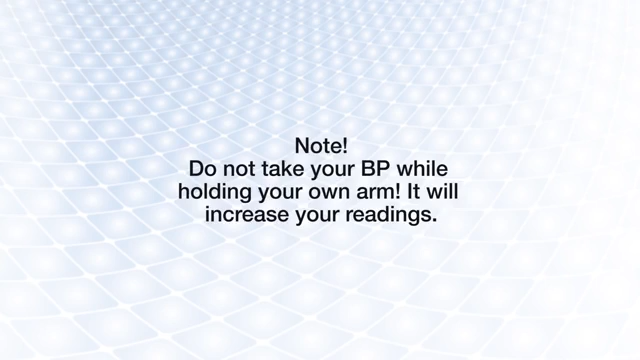 Note!
Do not take your BP while
holding your own arm! It will
increase your readings.